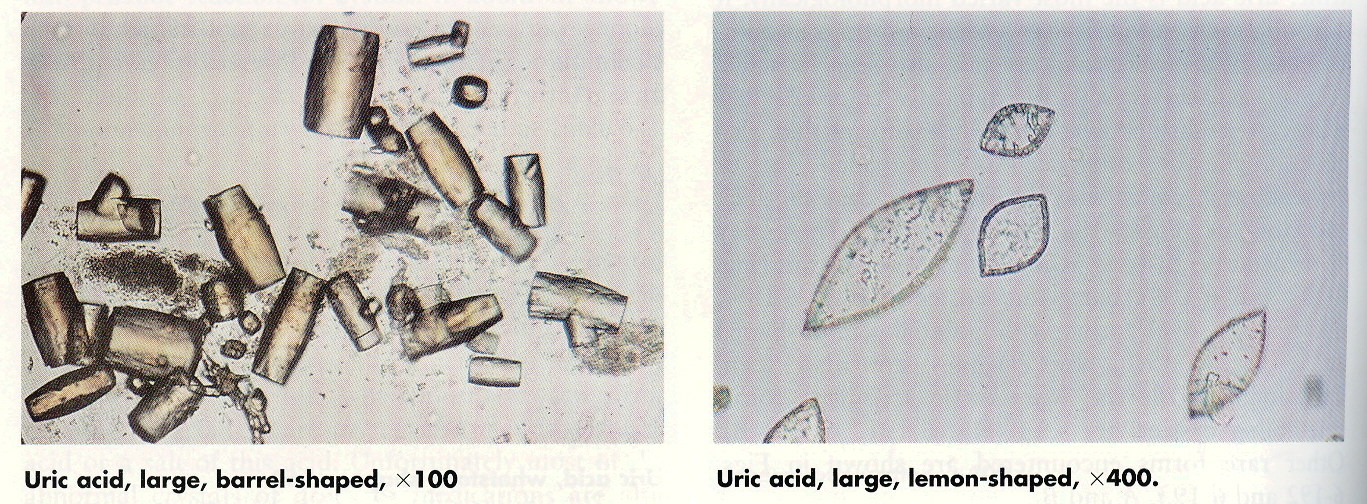 Uric acid, large, barrel-shaped, ×100
Uric acid, large, lemon-shaped, ×400.